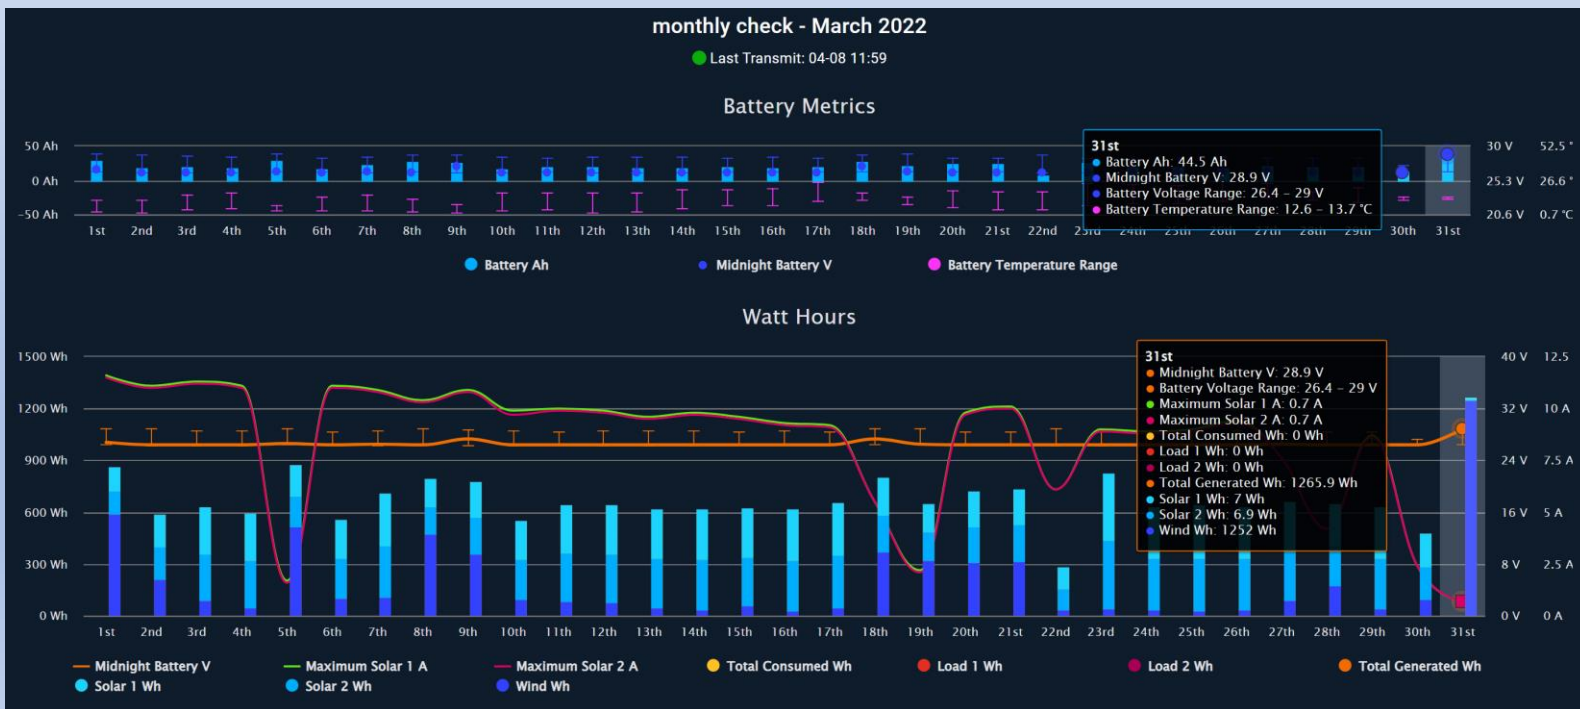 monthly check - March 2022
Last Transmit: 04-08 11:59
Battery Metrics
50 Ah
0 Ah
-50 Ah
30 V 52.5 °
25.3 V 26.6 °
20.6 V 0.7 °C
31st
Battery Ah: 44.5 Ah
Midnight Battery V: 28.9 V
Battery Voltage Range: 26.4 - 29 V
Battery Temperature Range: 12.6 - 13.7 °C
1st 2nd 3rd 4th 5th 6th 7th 8th 9th 10th 11th 12th 13th 14th 15th 16th 17th 18th 19th 20th 21st 22nd 23rd 24th 25th 26th 27th 28th 29th 30th 31st
Battery Ah Midnight Battery V Battery Temperature Range
Watt Hours
1500 Wh
1200 Wh
900 Wh
600 Wh
300 Wh
0 Wh
40 V 12.5
32 V 10 A
24 V 7.5 A
16 V 5 A
8 V 2.5 A
0 V 0 A
31st
Midnight Battery V: 28.9 V
Battery Voltage Range: 26.4 - 29 V
Maximum Solar 1 A: 0.7 A
Maximum Solar 2 A: 0.7 A
Total Consumed Wh: 0 Wh
Load 1 Wh: 0 Wh
Load 2 Wh: 0 Wh
Total Generated Wh: 1265.9 Wh
Solar 1 Wh: 7 Wh
Solar 2 Wh: 6.9 Wh
Wind Wh: 1252 Wh
1st 2nd 3rd 4th 5th 6th 7th 8th 9th 10th 11th 12th 13th 14th 15th 16th 17th 18th 19th 20th 21st 22nd 23rd 24th 25th 26th 27th 28th 29th 30th 31st
Midnight Battery V Maximum Solar 1 A Maximum Solar 2 A Total Consumed Wh Load 1 Wh Load 2 Wh Total Generated Wh
Solar 1 Wh Solar 2 Wh Wind Wh